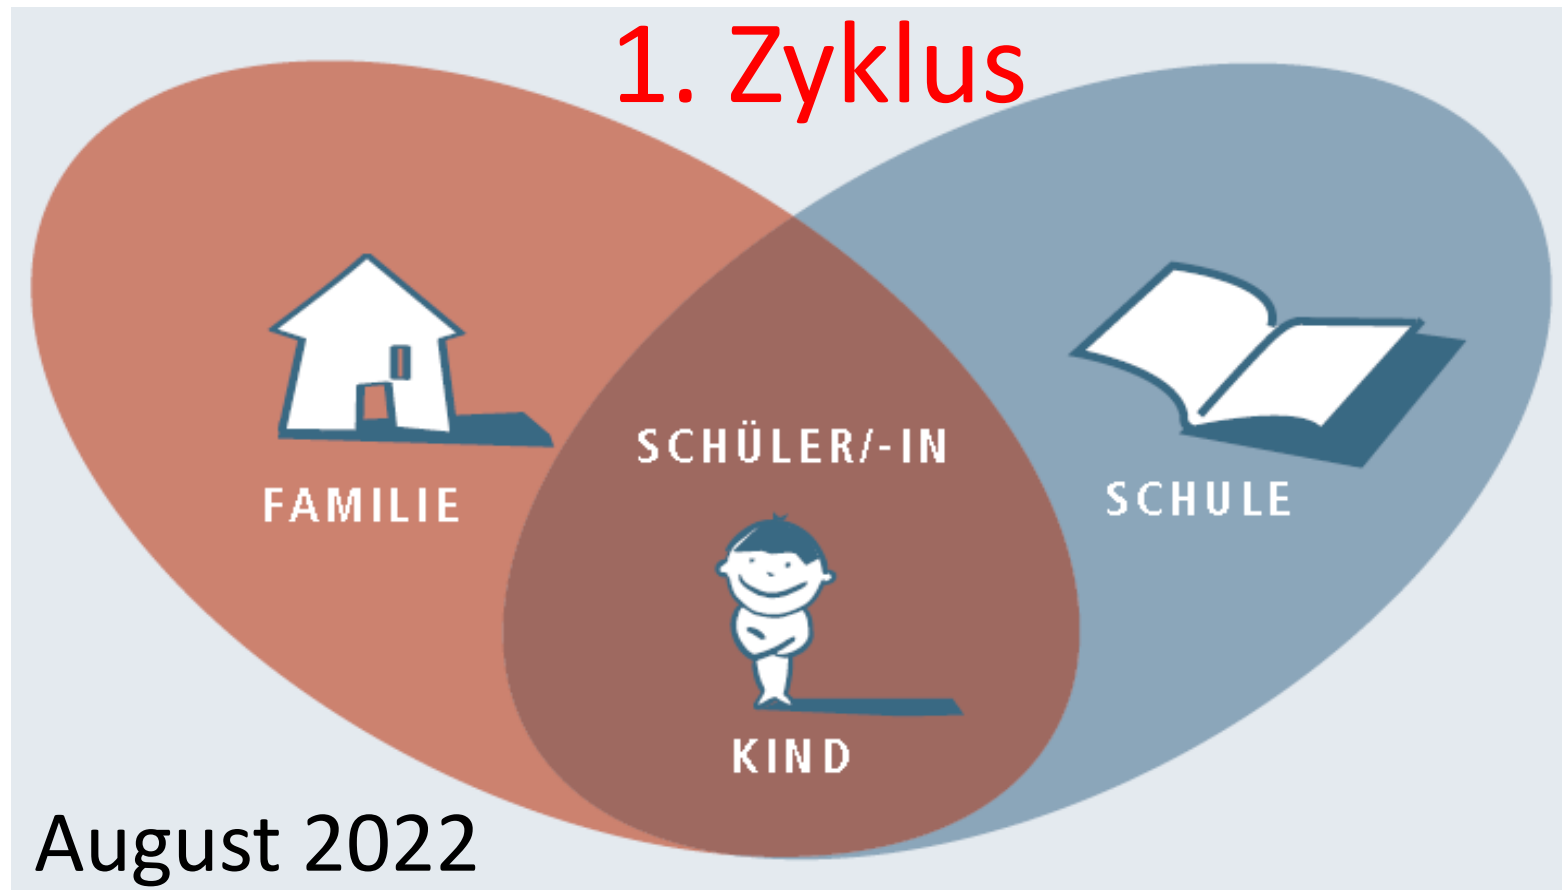 1. Zyklus
SCHÜLER/-IN
FAMILIE
SCHULE
KIND
August 2022